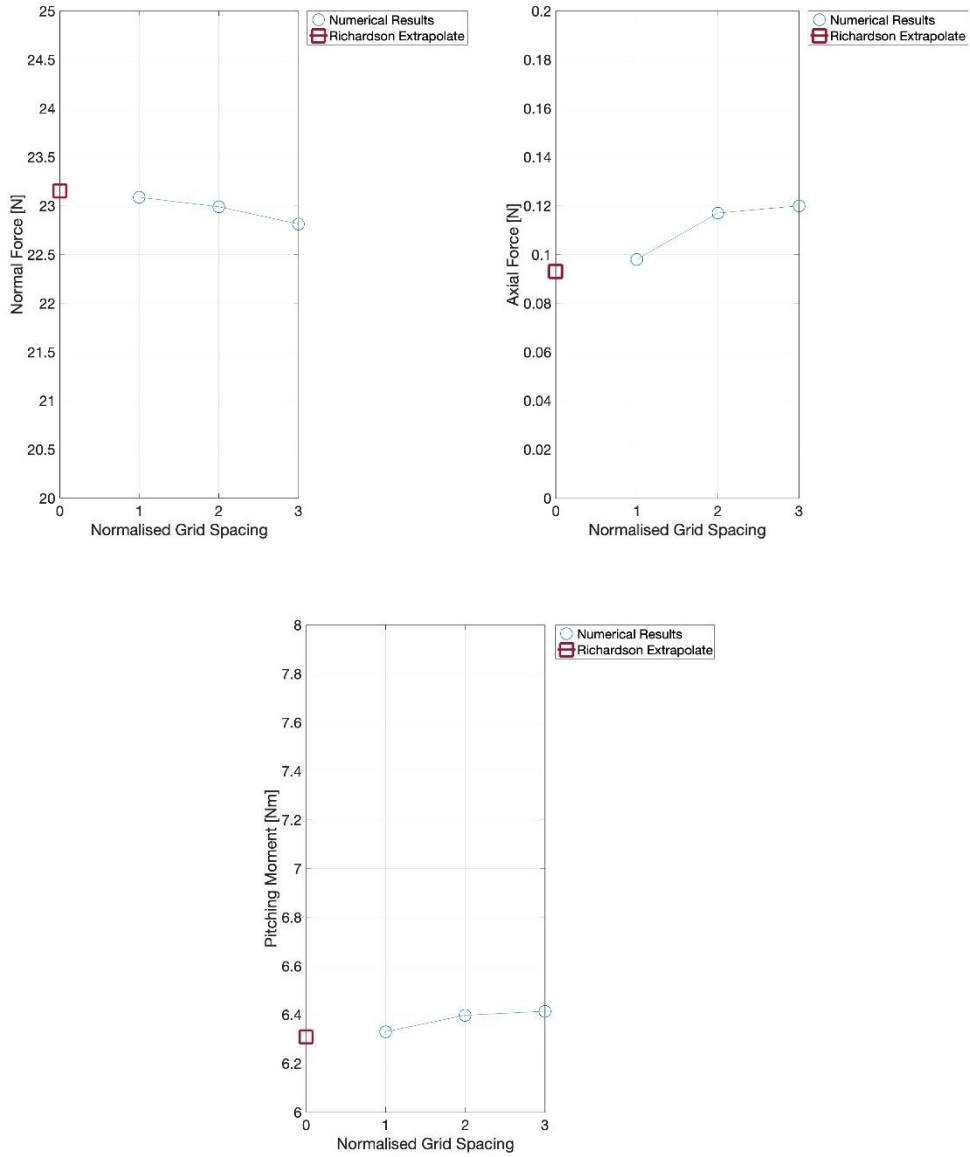 Numerical Results
Richardson Extrapolate
25
24.5
24
23.5
23
22.5
22
21.5
21
20.5
20
Normal Force [N]
0 1 2 3
Normalised Grid Spacing
Numerical Results
Richardson Extrapolate
0.2
0.18
0.16
0.14
0.12
0.1
0.08
0.06
0.04
0.02
0
Axial Force [N]
0 1 2 3
Normalised Grid Spacing
Numerical Results
Richardson Extrapolate
8
7.8
7.6
7.4
7.2
7
6.8
6.6
6.4
6.2
6
Pitching Moment [Nm]
0 1 2 3
Normalised Grid Spacing